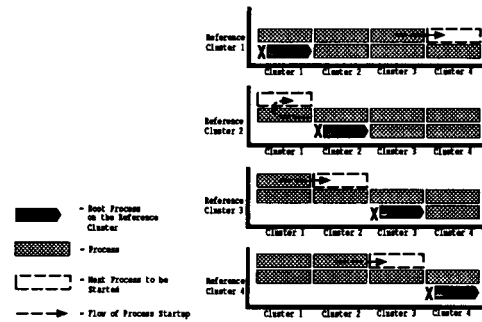 Reference
Cluster 1
X
Cluster 1 Cluster 2 Cluster 3 Cluster 4
Reference
Cluster 2
X
Cluster 1 Cluster 2 Cluster 3 Cluster 4
Reference
Cluster 3
X
Cluster 1 Cluster 2 Cluster 3 Cluster 4
Reference
Cluster 4
X
Cluster 1 Cluster 2 Cluster 3 Cluster 4
- Root Process
on the Reference
Cluster
- Process
- Next Process to be
Started
- Flow of Process Startup